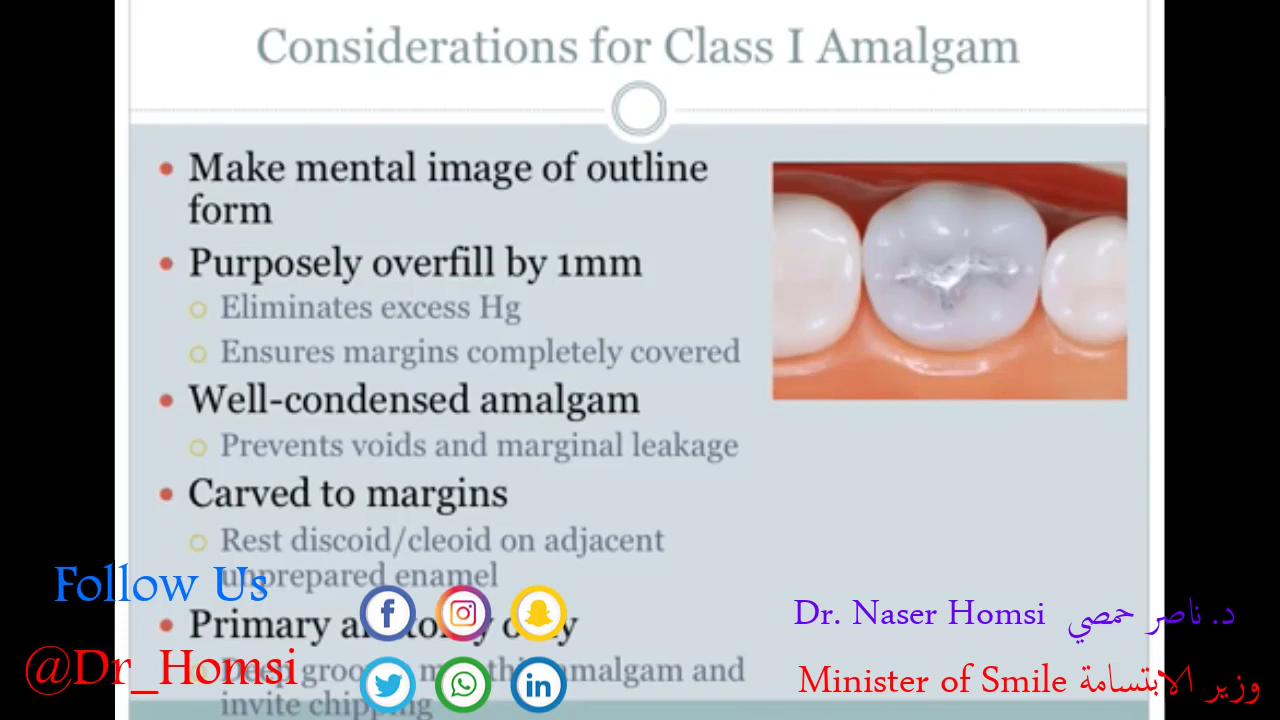 Considerations for Class I Amalgam
Make mental image of outline
form
Purposely overfill by 1mm
Eliminates excess Hg
Ensures margins completely covered
Well-condensed amalgam
Prevents voids and marginal leakage
Carved to margins
Rest discoid/cleoid on adjacent
unprepared enamel
Primary only
amalgam and
invite chipping
Follow Us
@Dr_Homsi
Dr. Naser Homsi د. ناصر حمصي
Minister of Smile وزير الابتسامة